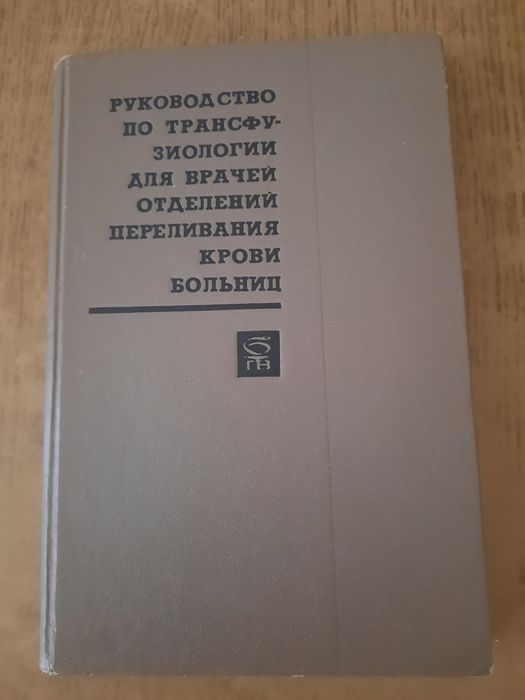 РУКОВОДСТВО
ПО ТРАНСФУ-
ЗИОЛОГИИ
ДЛЯ ВРАЧЕЙ
ОТДЕЛЕНИЙ
ПЕРЕЛИВАНИЯ
КРОВИ
БОЛЬНИЦ